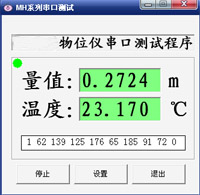 MH系列串口测试
物位仪串口测试程序
量值: 0.2724 m
温度: 23.170 ℃
1 62 139 125 176 65 185 91 72 0
停止 设置 退出